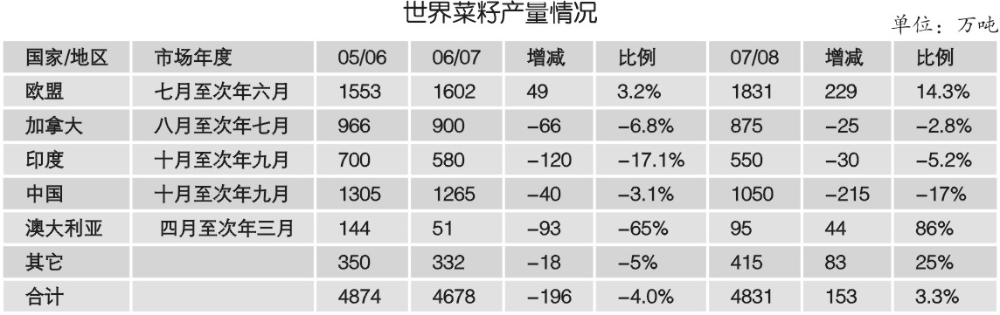 世界菜籽产量情况
单位：万吨
国家/地区 市场年度 05/06 06/07 增减 比例 07/08 增减 比例
欧盟 七月至次年六月 1553 1602 49 3.2% 1831 229 14.3%
加拿大 八月至次年七月 966 900 -66 -6.8% 875 -25 -2.8%
印度 十月至次年九月 700 580 -120 -17.1% 550 -30 -5.2%
中国 十月至次年九月 1305 1265 -40 -3.1% 1050 -215 -17%
澳大利亚 四月至次年三月 144 51 -93 -65% 95 44 86%
其它 350 332 -18 -5% 415 83 25%
合计 4874 4678 -196 -4.0% 4831 153 3.3%